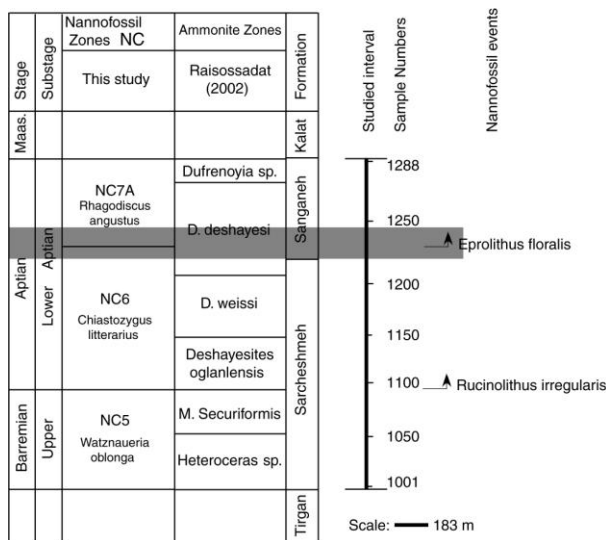 Stage
Substage
Nannofossil
Zones NC
Ammonite Zones
Formation
This study
Raisossadat
(2002)
Studied interval
Sample Numbers
Nannofossil events
Maas.
Kalat
Aptian
Lower Aptian
NC7A
Rhagodiscus
angustus
Dufrenoyia sp.
D. deshayesi
Sanganeh
1288
1250
Eprolithus floralis
NC6
Chiastozygus
litterarius
D. weissi
Deshayesites
oglanlensis
Sarcheshmeh
1200
1150
1100
Rucinolithus irregularis
Barremian
Upper
NC5
Watznaueria
oblonga
M. Securiformis
Heteroceras sp.
1050
1001
Tirgan
Scale: 183 m